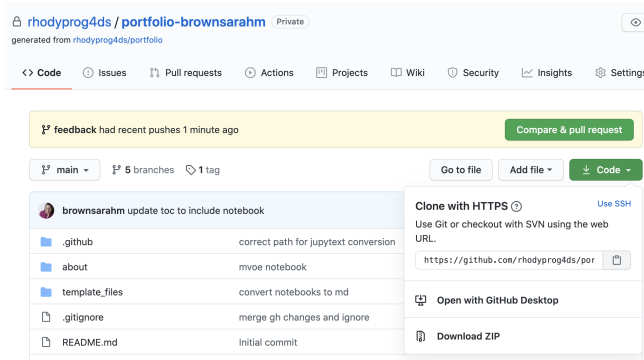 rhodyprog4ds / portfolio-brownsarahm Private
generated from rhodyprog4ds/portfolio
<> Code Issues Pull requests Actions Projects Wiki Security Insights Settings
feedback had recent pushes 1 minute ago Compare & pull request
main 5 branches 1 tag Go to file Add file Code
brownsarahm update toc to include notebook
Clone with HTTPS ? Use SSH
Use Git or checkout with SVN using the web
URL.
https://github.com/rhodyprog4ds/por
.github correct path for jupytext conversion
about mvoe notebook
template_files convert notebooks to md
Open with GitHub Desktop
.gitignore merge gh changes and ignore
README.md Initial commit
Download ZIP